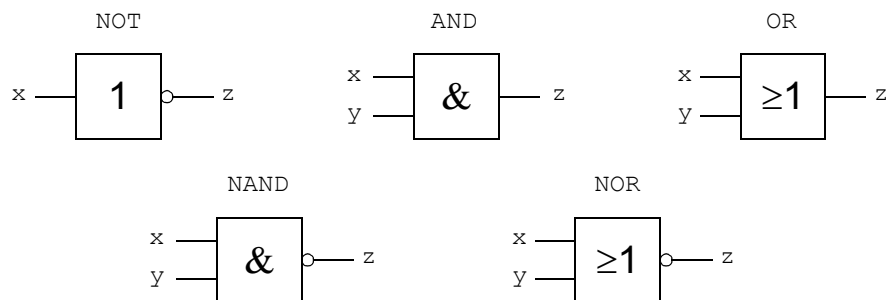 NOT AND OR
x 1 z
x y & z
x y ≥1 z
NAND NOR
x y & z
x y ≥1 z